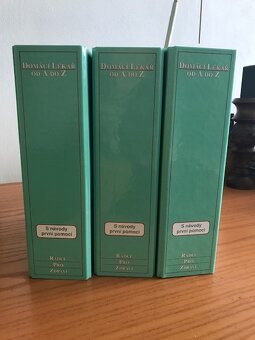 DOMÁCÍ LÉKAŘ
OD A DO Z
S návody
první pomoci
RÁDCE
PRO
ZDRAVÍ
DOMÁCÍ LÉKAŘ
OD A DO Z
S návody
první pomoci
RÁDCE
PRO
ZDRAVÍ
DOMÁCÍ LÉKAŘ
OD A DO Z
S návody
první pomoci
RÁDCE
PRO
ZDRAVÍ